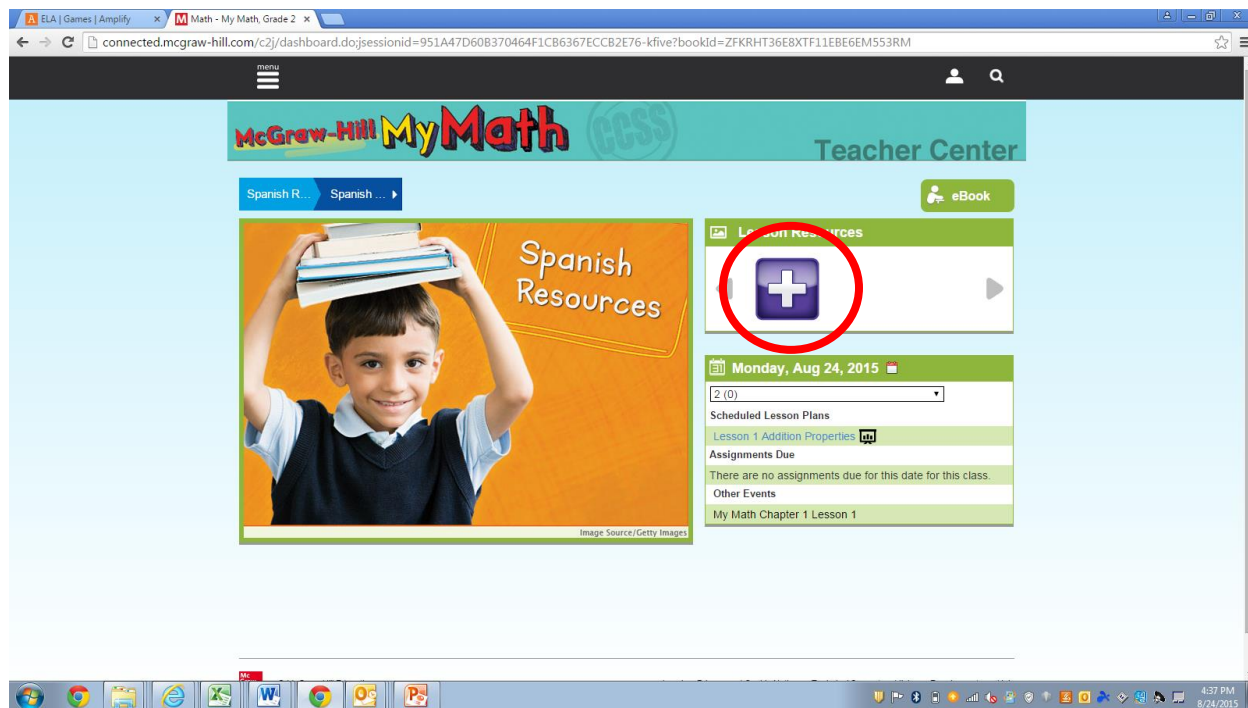 ELA | Games | Amplify
Math - My Math, Grade 2
connected.mcgraw-hill.com/c2j/dashboard.do;jsessionid=951A47D60B370464F1CB6367ECCB2E76-kfive?bookId=ZFKRHT36E8XTF11EBE6EM553RM
menu
McGraw-Hill My Math CCSS
Teacher Center
Spanish R... Spanish ...
eBook
Spanish
Resources
Image Source/Getty Images
Lesson Resources
Monday, Aug 24, 2015
2 (0)
Scheduled Lesson Plans
Lesson 1 Addition Properties
Assignments Due
There are no assignments due for this date for this class.
Other Events
My Math Chapter 1 Lesson 1
Mc
4:37 PM
8/24/2015